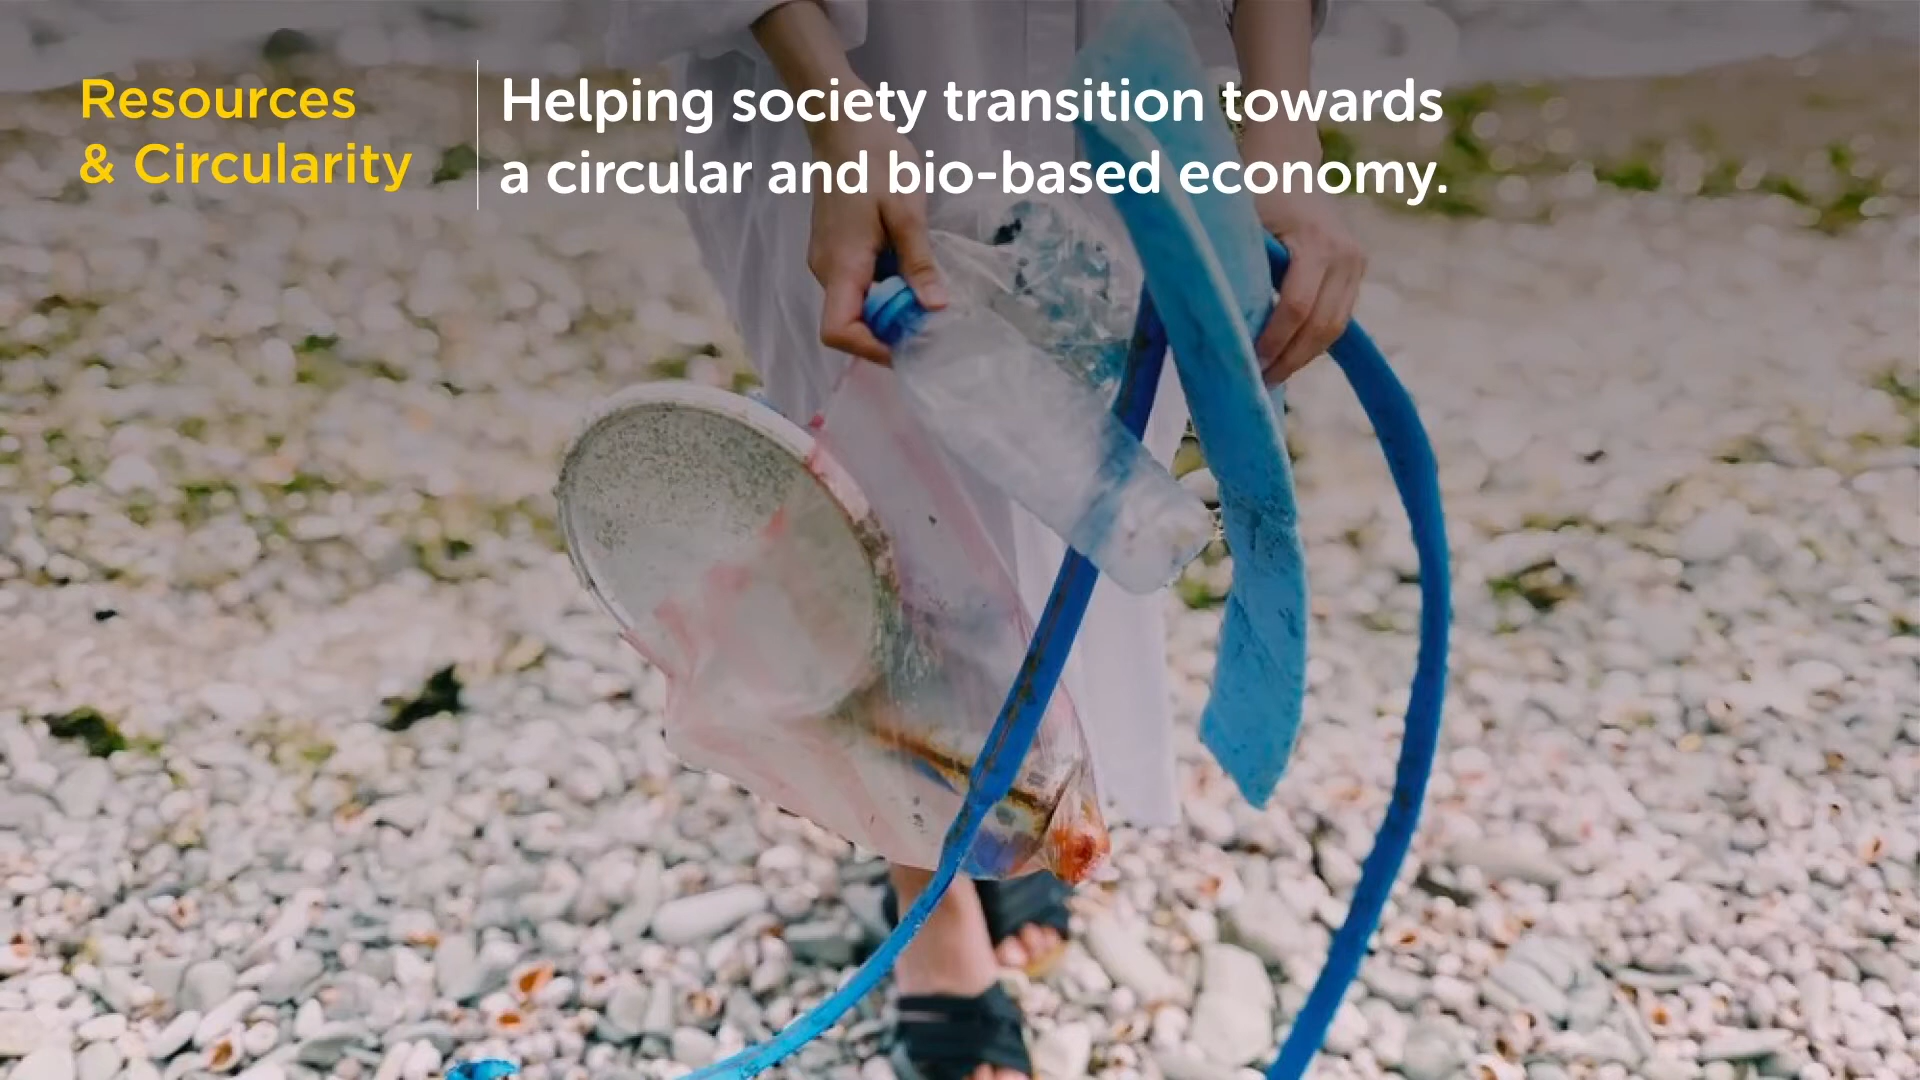 Resources
& Circularity
Helping society transition towards
a circular and bio-based economy.